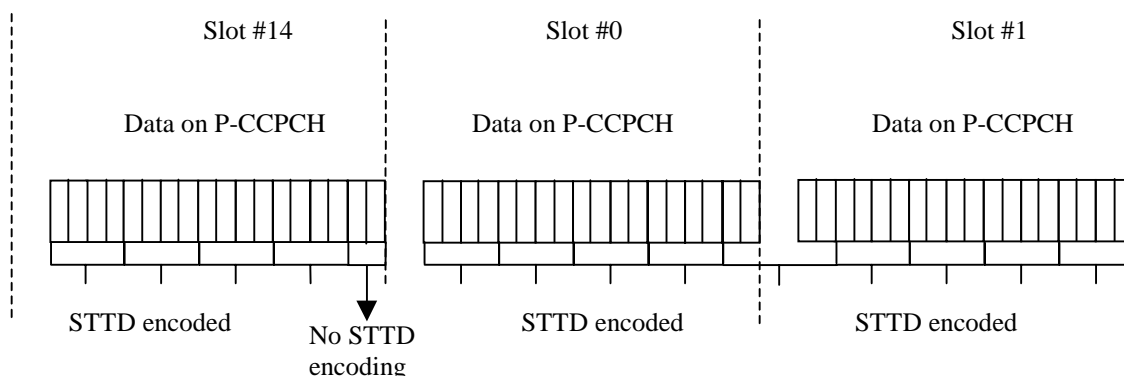 Slot #14 Slot #0 Slot #1
Data on P-CCPCH Data on P-CCPCH Data on P-CCPCH
STTD encoded STTD encoded STTD encoded
No STTD
encoding